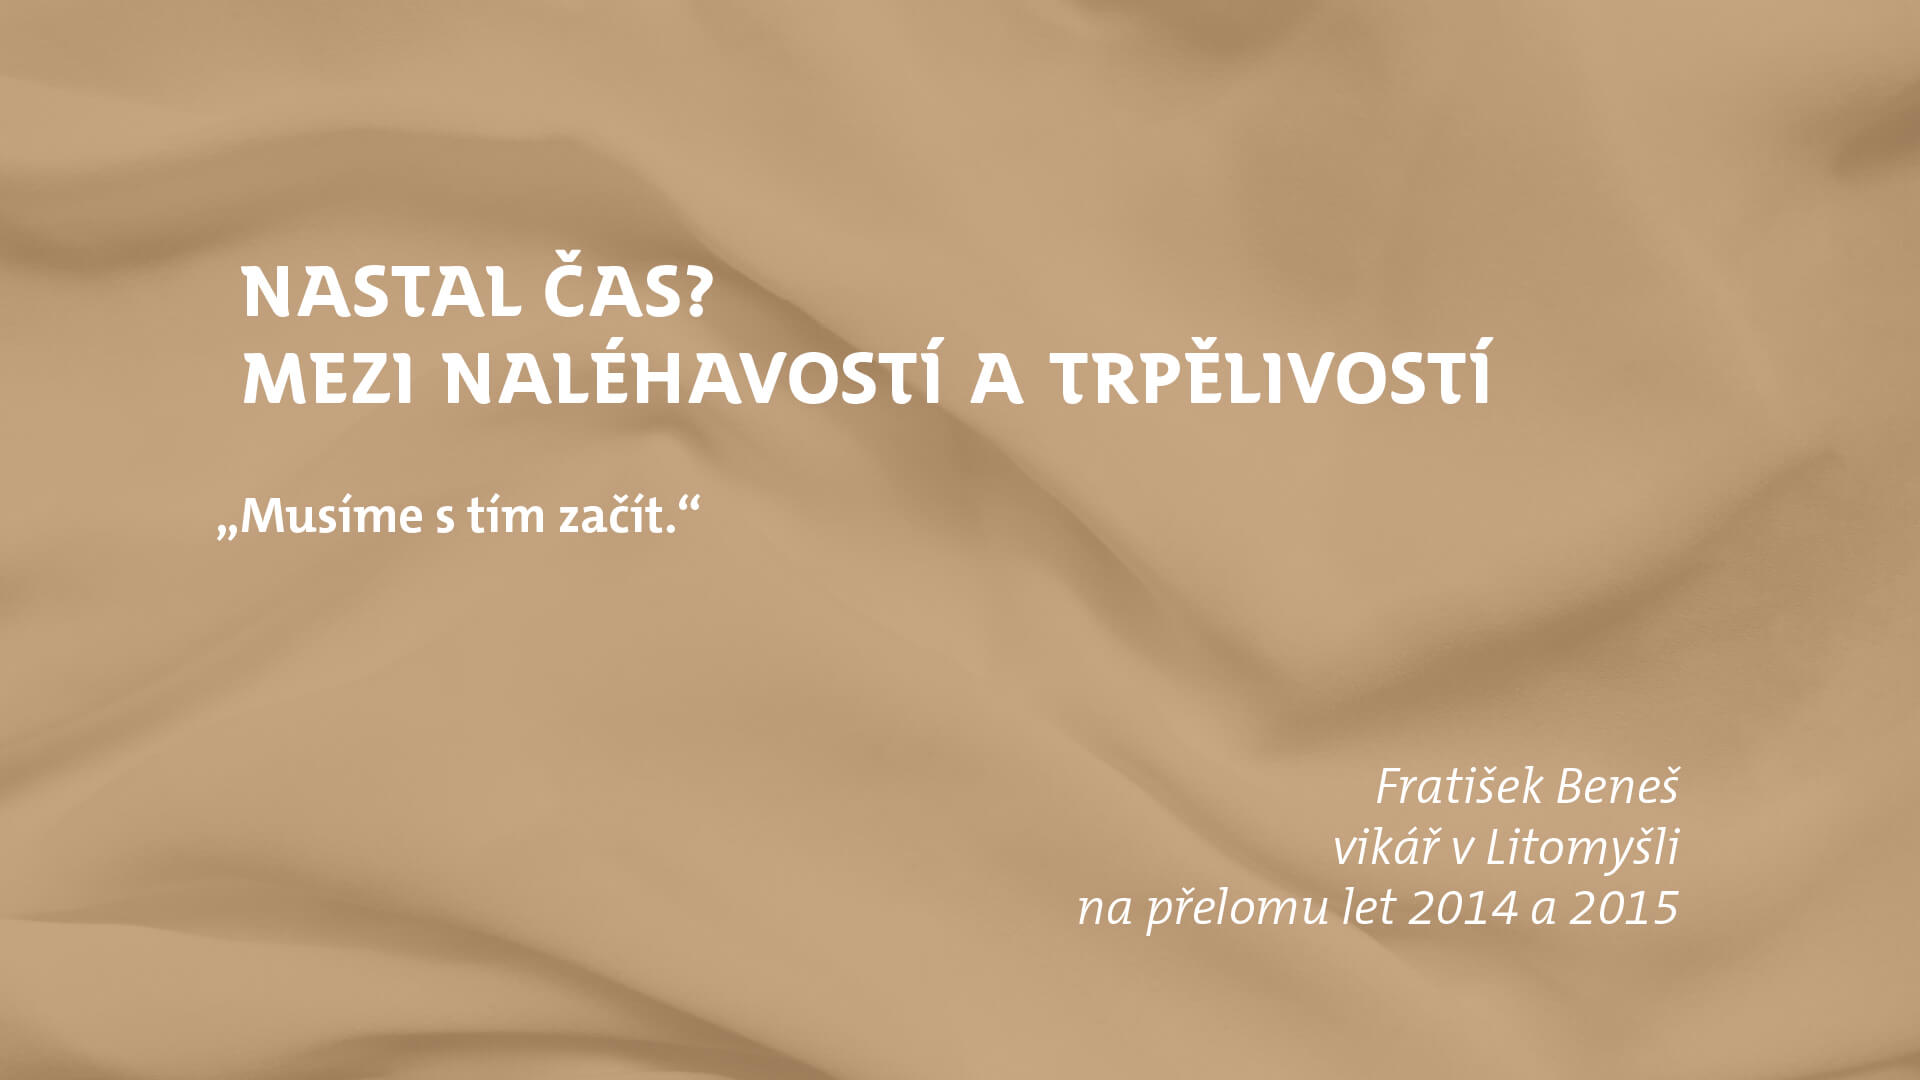 NASTAL ČAS?
MEZI NALÉHAVOSTÍ A TRPĚLIVOSTÍ
„Musíme s tím začít.“
Fratišek Beneš
vikář v Litomyšli
na přelomu let 2014 a 2015